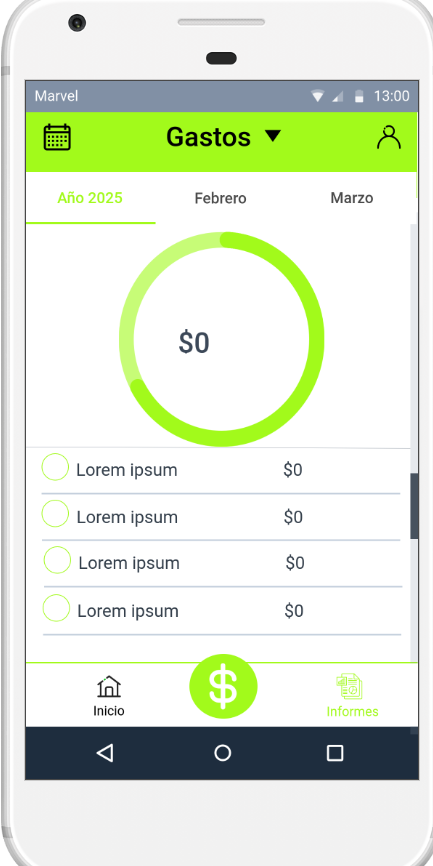 Marvel 13:00
Gastos
Año 2025 Febrero Marzo
$0
Lorem ipsum $0
Lorem ipsum $0
Lorem ipsum $0
Lorem ipsum $0
$
Inicio Informes